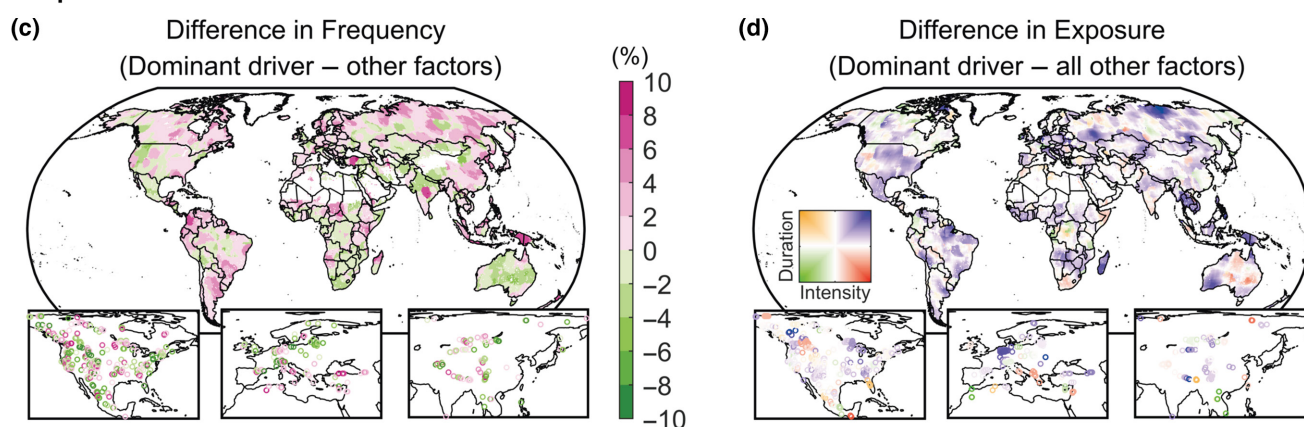 (c)
Difference in Frequency
(Dominant driver – other factors)
(%)
10
8
6
4
2
0
−2
−4
−6
−8
−10
(d)
Difference in Exposure
(Dominant driver – all other factors)
Duration
Intensity